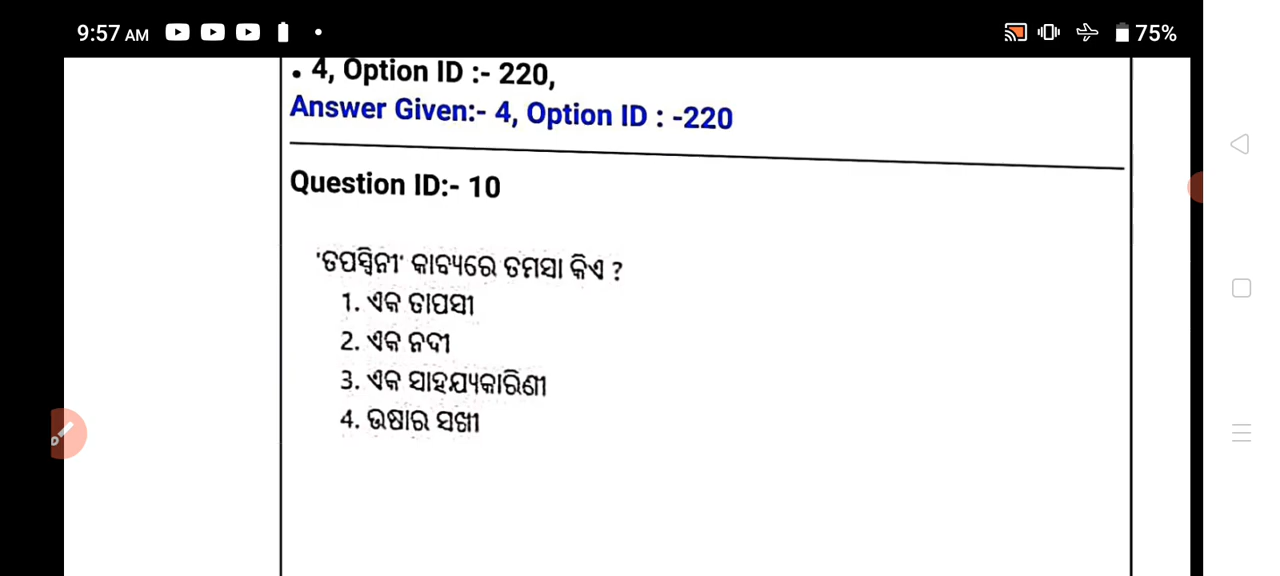 9:57 AM 75%
• 4, Option ID :- 220,
Answer Given:- 4, Option ID : -220
Question ID:- 10
'ତପସ୍ୱିନୀ' କାବ୍ୟରେ ତମସା କିଏ ?
1. ଏକ ତାପସୀ
2. ଏକ ନଦୀ
3. ଏକ ସାହଯ୍ୟକାରିଣୀ
4. ଊଷାର ସଖୀ